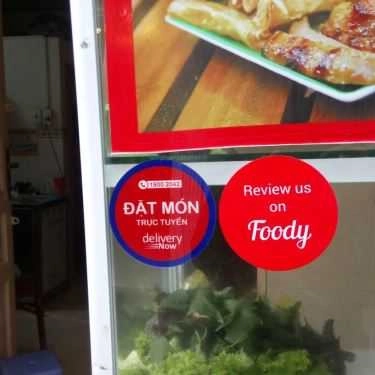 1900 2042
ĐẶT MÓN
TRỰC TUYẾN
delivery
Now
Review us
on
Foody